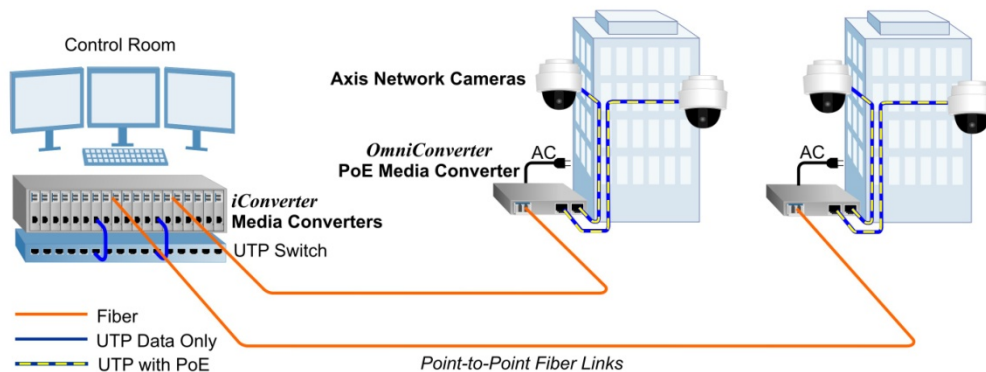 Control Room
Axis Network Cameras
OmniConverter
PoE Media Converter
AC
AC
iConverter
Media Converters
UTP Switch
Fiber
UTP Data Only
UTP with PoE
Point-to-Point Fiber Links